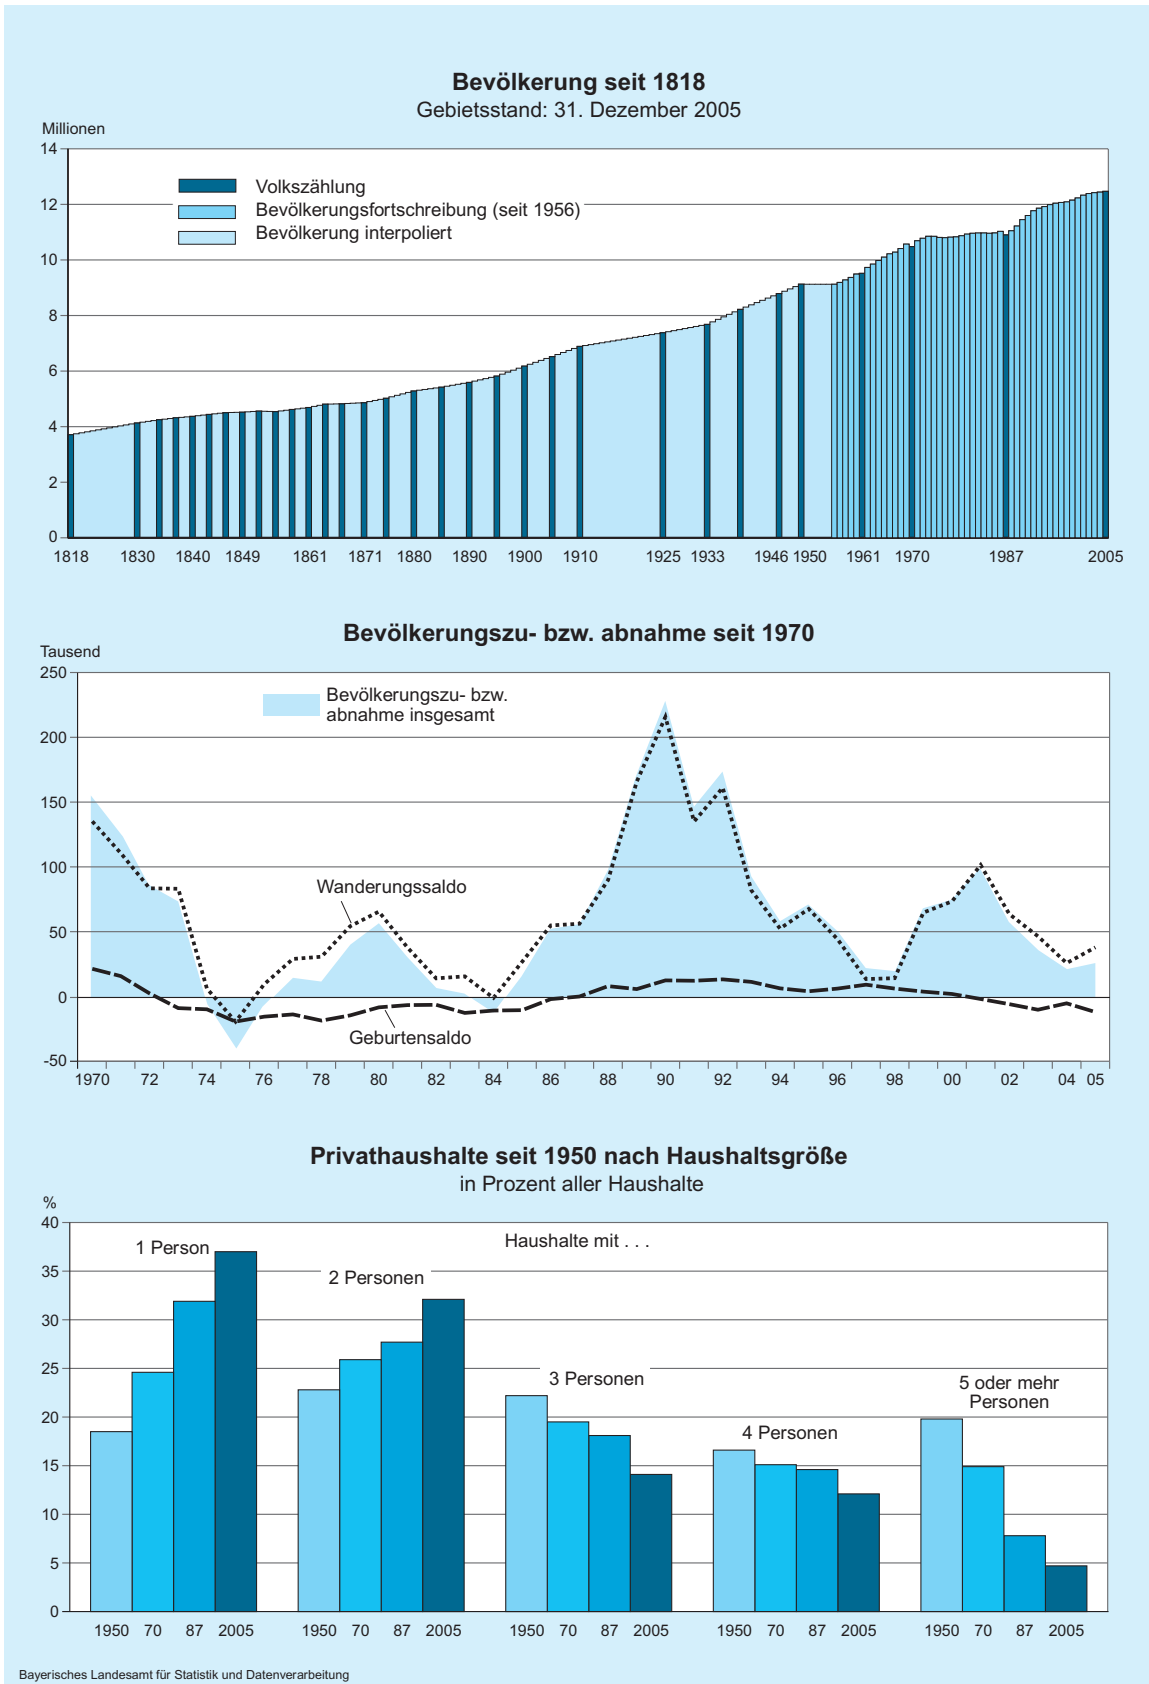 Bevölkerung seit 1818
Gebietsstand: 31. Dezember 2005
Millionen
14
12
10
8
6
4
2
0
Volkszählung
Bevölkerungsfortschreibung (seit 1956)
Bevölkerung interpoliert
1818 1830 1840 1849 1861 1871 1880 1890 1900 1910 1925 1933 1946 1950 1961 1970 1987 2005
Bevölkerungszu- bzw. abnahme seit 1970
Tausend
250
200
150
100
50
0
-50
Bevölkerungszu- bzw.
abnahme insgesamt
Wanderungssaldo
Geburtensaldo
1970 72 74 76 78 80 82 84 86 88 90 92 94 96 98 00 02 04 05
Privathaushalte seit 1950 nach Haushaltsgröße
in Prozent aller Haushalte
%
40
35
30
25
20
15
10
5
0
Haushalte mit . . .
1 Person
2 Personen
3 Personen
4 Personen
5 oder mehr
Personen
1950 70 87 2005 1950 70 87 2005 1950 70 87 2005 1950 70 87 2005 1950 70 87 2005
Bayerisches Landesamt für Statistik und Datenverarbeitung